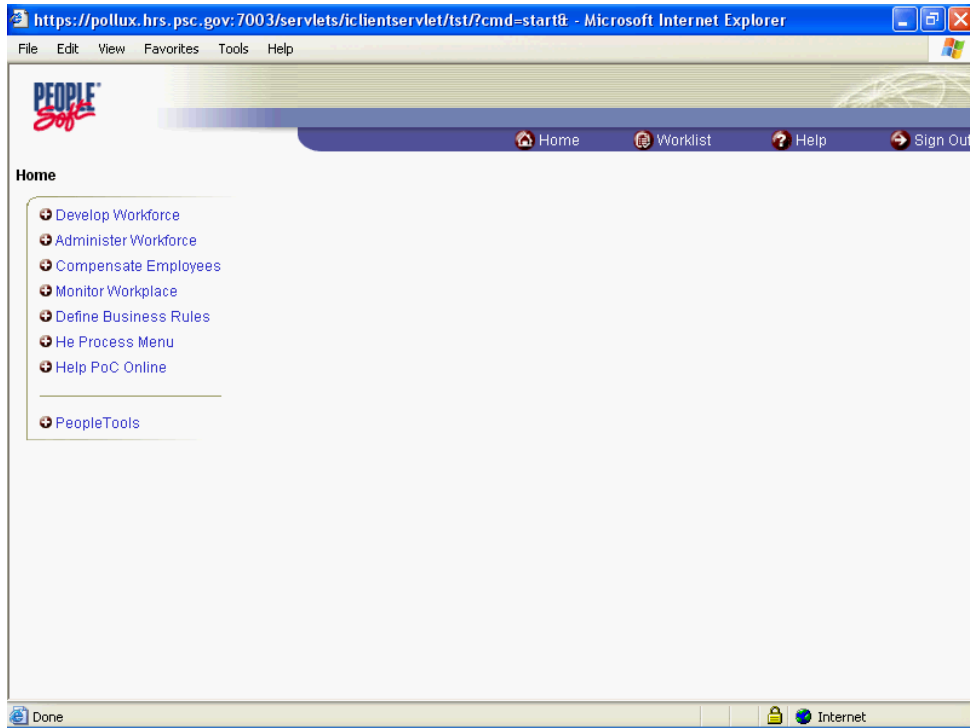 https://pollux.hrs.psc.gov:7003/servlets/iclientservlet/tst/?cmd=start& - Microsoft Internet Explorer
File Edit View Favorites Tools Help
PEOPLE
Soft
Home Worklist Help Sign Out
Home
Develop Workforce
Administer Workforce
Compensate Employees
Monitor Workplace
Define Business Rules
He Process Menu
Help PoC Online
PeopleTools
Done Internet